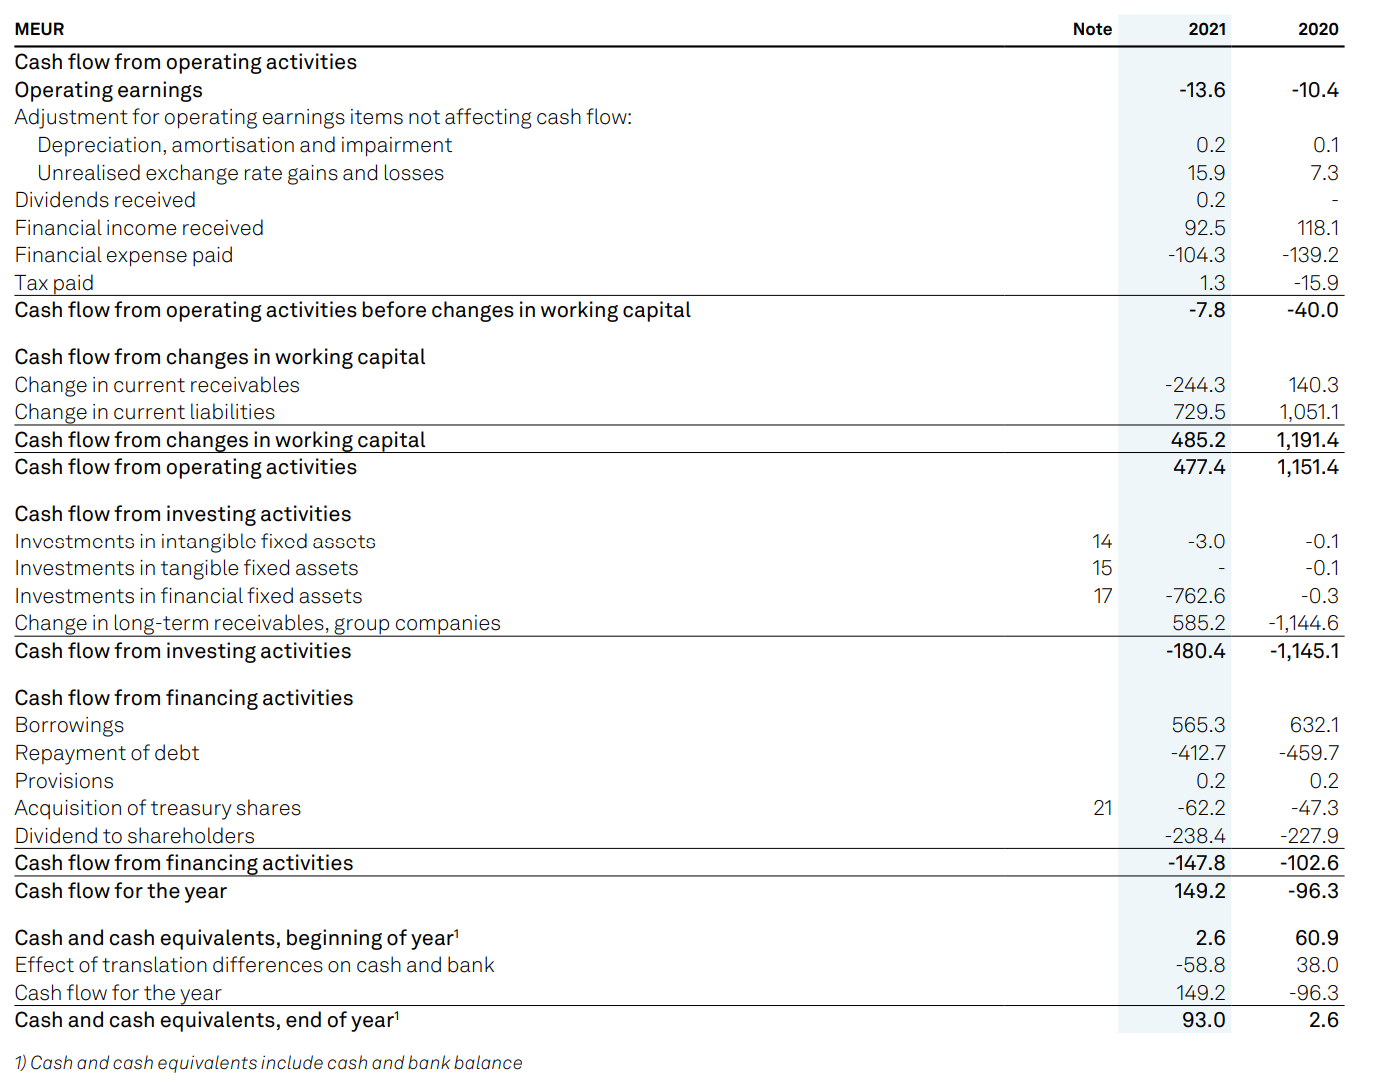 MEUR Note 2021 2020
Cash flow from operating activities
Operating earnings -13.6 -10.4
Adjustment for operating earnings items not affecting cash flow:
Depreciation, amortisation and impairment 0.2 0.1
Unrealised exchange rate gains and losses 15.9 7.3
Dividends received 0.2 -
Financial income received 92.5 118.1
Financial expense paid -104.3 -139.2
Tax paid 1.3 -15.9
Cash flow from operating activities before changes in working capital -7.8 -40.0
Cash flow from changes in working capital
Change in current receivables -244.3 140.3
Change in current liabilities 729.5 1,051.1
Cash flow from changes in working capital 485.2 1,191.4
Cash flow from operating activities 477.4 1,151.4
Cash flow from investing activities
Investments in intangible fixed assets 14 -3.0 -0.1
Investments in tangible fixed assets 15 - -0.1
Investments in financial fixed assets 17 -762.6 -0.3
Change in long-term receivables, group companies 585.2 -1,144.6
Cash flow from investing activities -180.4 -1,145.1
Cash flow from financing activities
Borrowings 565.3 632.1
Repayment of debt -412.7 -459.7
Provisions 0.2 0.2
Acquisition of treasury shares 21 -62.2 -47.3
Dividend to shareholders -238.4 -227.9
Cash flow from financing activities -147.8 -102.6
Cash flow for the year 149.2 -96.3
Cash and cash equivalents, beginning of year¹ 2.6 60.9
Effect of translation differences on cash and bank -58.8 38.0
Cash flow for the year 149.2 -96.3
Cash and cash equivalents, end of year¹ 93.0 2.6
1) Cash and cash equivalents include cash and bank balance